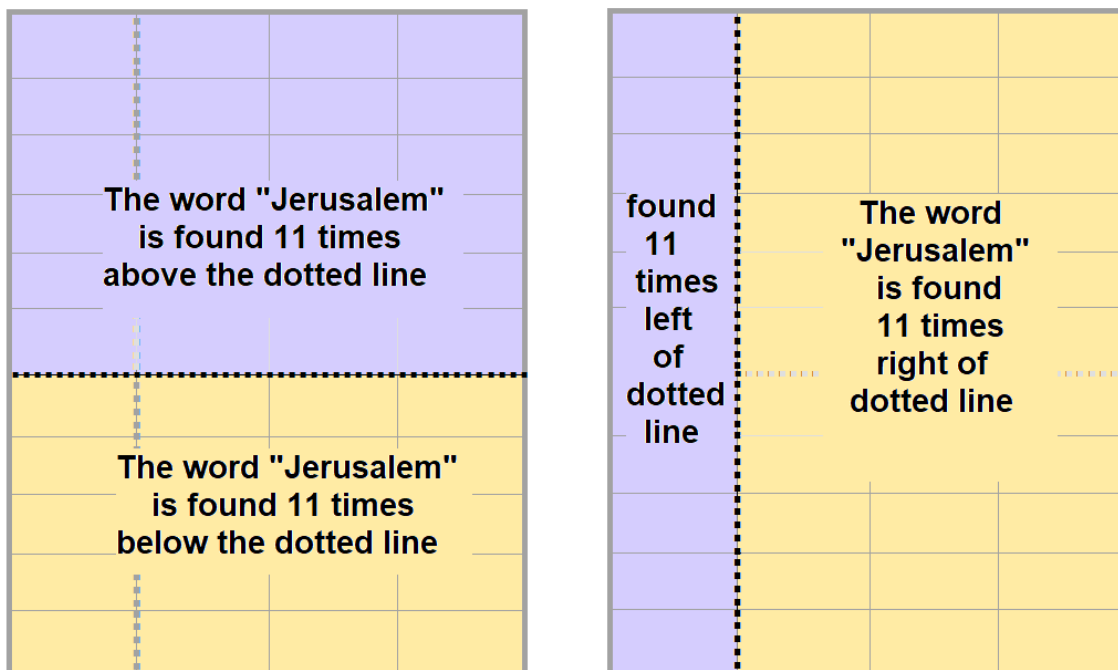 The word "Jerusalem"
is found 11 times
above the dotted line
The word "Jerusalem"
is found 11 times
below the dotted line
found
11
times
left
of
dotted
line
The word
"Jerusalem"
is found
11 times
right of
dotted line